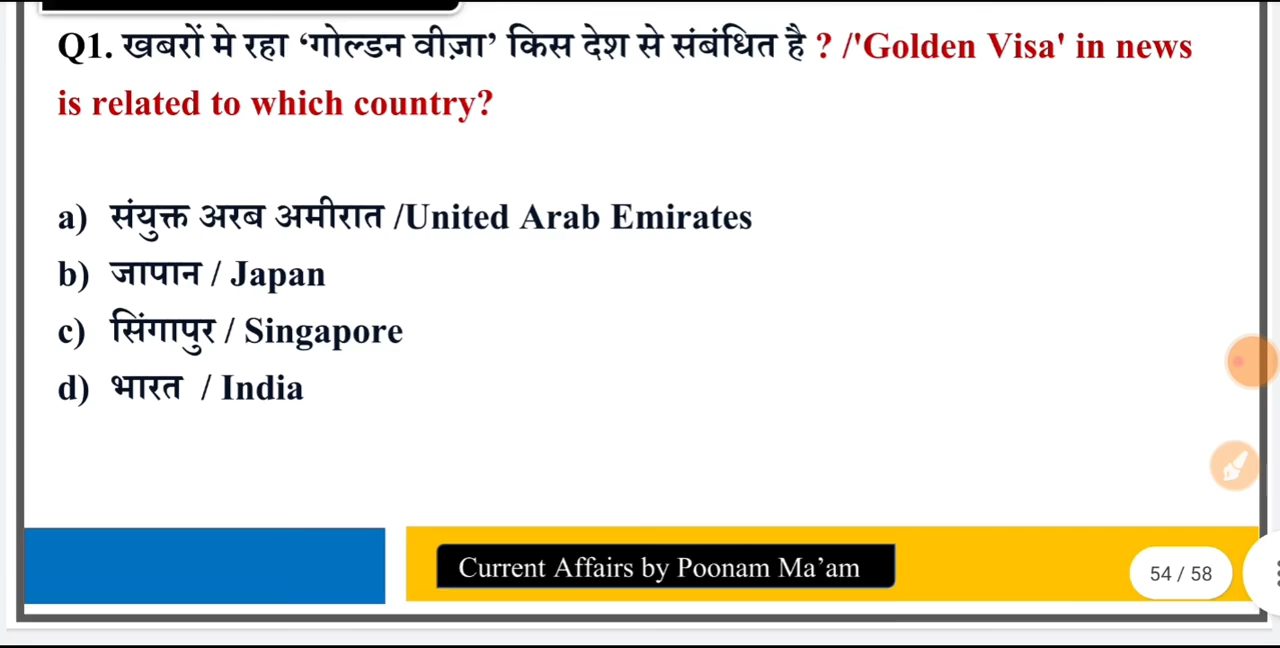 Q1. खबरों मे रहा ‘गोल्डन वीज़ा’ किस देश से संबंधित है ? /'Golden Visa' in news
is related to which country?
a) संयुक्त अरब अमीरात /United Arab Emirates
b) जापान / Japan
c) सिंगापुर / Singapore
d) भारत / India
Current Affairs by Poonam Ma’am
54 / 58